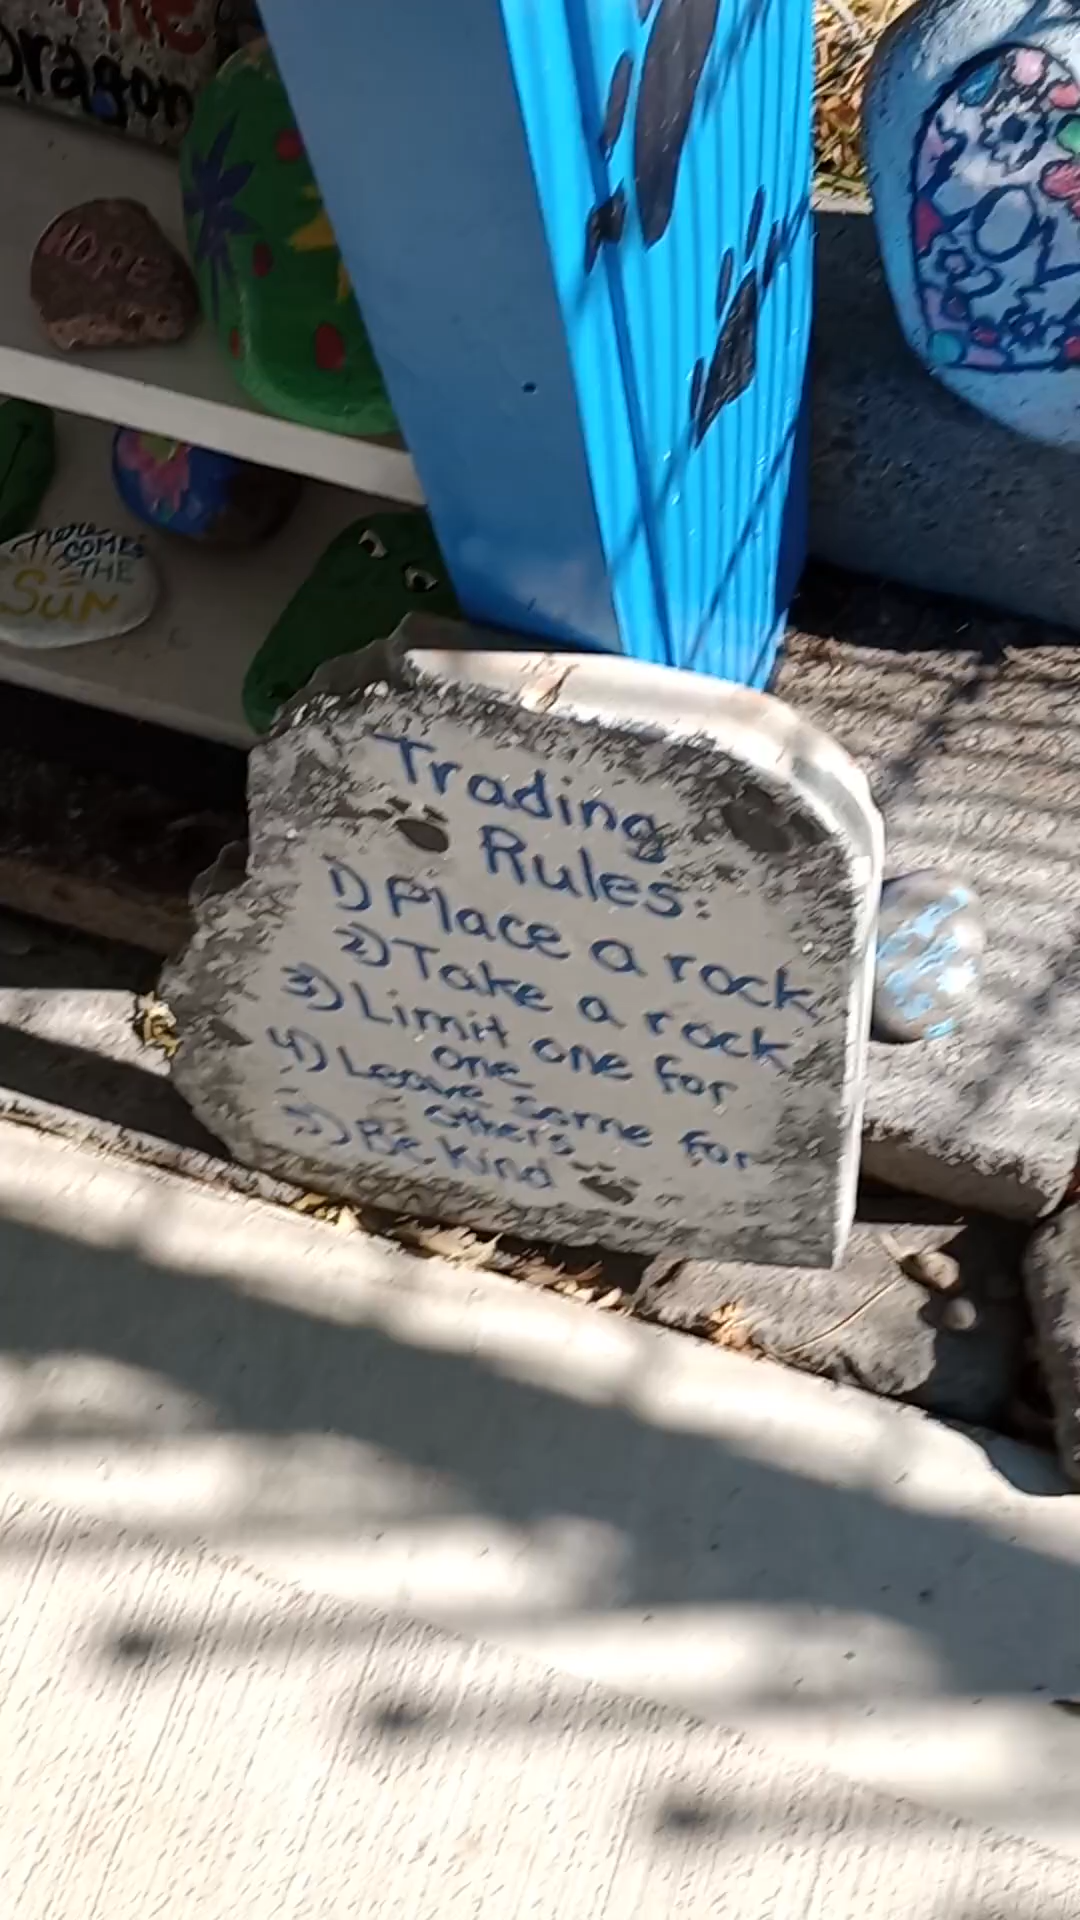 Dragon
HOPE
Here
COMES
THE
SUN
Trading
Rules:
1) Place a rock
2) Take a rock
3) Limit one for
one
4) Leave some for
others
5) Be kind